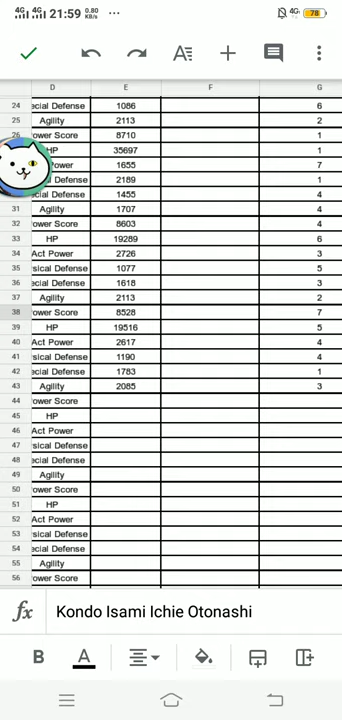 4G 4G 21:59 0.80 KB/s ... 4G 78
A
D E F G
24 ecial Defense 1086 6
25 Agility 2113 2
26 ower Score 8710 1
HP 35697 1
Power 1655 7
l Defense 2189 1
ecial Defense 1455 4
31 Agility 1707 4
32 ower Score 8603 4
33 HP 19289 6
34 Act Power 2726 3
35 sical Defense 1077 5
36 ecial Defense 1618 3
37 Agility 2113 2
38 ower Score 8528 7
39 HP 19516 5
40 Act Power 2617 4
41 sical Defense 1190 4
42 ecial Defense 1783 1
43 Agility 2085 3
44 ower Score
45 HP
46 Act Power
47 sical Defense
48 ecial Defense
49 Agility
50 ower Score
51 HP
52 Act Power
53 sical Defense
54 ecial Defense
55 Agility
56 ower Score
fx Kondo Isami Ichie Otonashi
B A